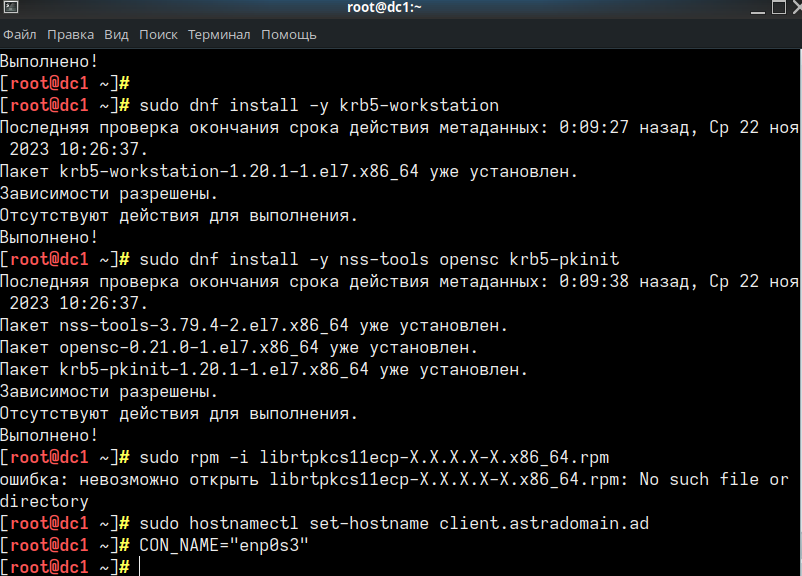 root@dc1:~
Файл Правка Вид Поиск Терминал Помощь
Выполнено!
[root@dc1 ~]#
[root@dc1 ~]# sudo dnf install -y krb5-workstation
Последняя проверка окончания срока действия метаданных: 0:09:27 назад, Ср 22 ноя
2023 10:26:37.
Пакет krb5-workstation-1.20.1-1.el7.x86_64 уже установлен.
Зависимости разрешены.
Отсутствуют действия для выполнения.
Выполнено!
[root@dc1 ~]# sudo dnf install -y nss-tools opensc krb5-pkinit
Последняя проверка окончания срока действия метаданных: 0:09:38 назад, Ср 22 ноя
2023 10:26:37.
Пакет nss-tools-3.79.4-2.el7.x86_64 уже установлен.
Пакет opensc-0.21.0-1.el7.x86_64 уже установлен.
Пакет krb5-pkinit-1.20.1-1.el7.x86_64 уже установлен.
Зависимости разрешены.
Отсутствуют действия для выполнения.
Выполнено!
[root@dc1 ~]# sudo rpm -i librtpkcs11ecp-X.X.X.X-X.x86_64.rpm
ошибка: невозможно открыть librtpkcs11ecp-X.X.X.X-X.x86_64.rpm: No such file or
directory
[root@dc1 ~]# sudo hostnamectl set-hostname client.astradomain.ad
[root@dc1 ~]# CON_NAME="enp0s3"
[root@dc1 ~]#